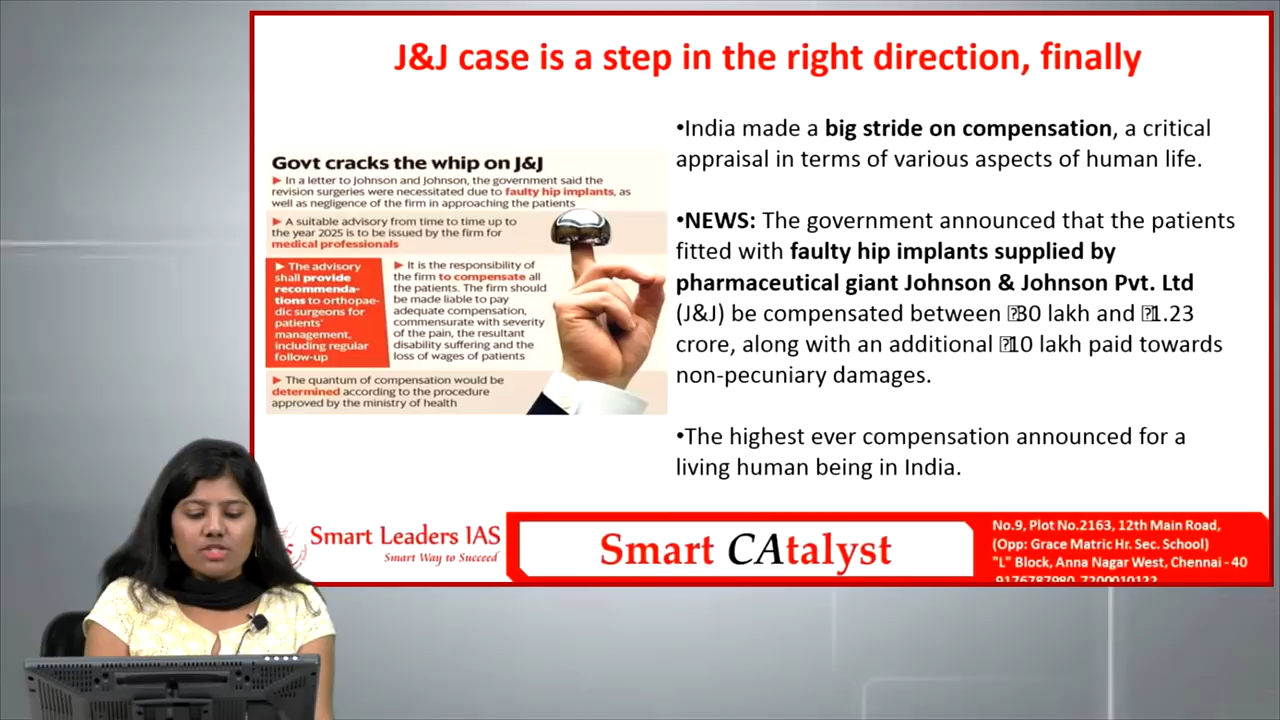 J&J case is a step in the right direction, finally
Govt cracks the whip on J&J
▶ In a letter to Johnson and Johnson, the government said the
revision surgeries were necessitated due to faulty hip implants, as
well as negligence of the firm in approaching the patients
▶ A suitable advisory from time to time up to
the year 2025 is to be issued by the firm for
medical professionals
▶ The advisory
shall provide
recommenda-
tions to orthopae-
dic surgeons for
patients'
management,
including regular
follow-up
▶ It is the responsibility of
the firm to compensate all
the patients. The firm should
be made liable to pay
adequate compensation,
commensurate with severity
of the pain, the resultant
disability suffering and the
loss of wages of patients
▶ The quantum of compensation would be
determined according to the procedure
approved by the ministry of health
•India made a big stride on compensation, a critical
appraisal in terms of various aspects of human life.
•NEWS: The government announced that the patients
fitted with faulty hip implants supplied by
pharmaceutical giant Johnson & Johnson Pvt. Ltd
(J&J) be compensated between 30 lakh and 1.23
crore, along with an additional 10 lakh paid towards
non-pecuniary damages.
•The highest ever compensation announced for a
living human being in India.
Smart Leaders IAS
Smart Way to Succeed
Smart CAtalyst
No.9, Plot No.2163, 12th Main Road,
(Opp: Grace Matric Hr. Sec. School)
"L" Block, Anna Nagar West, Chennai - 40
9176787980, 7200010122